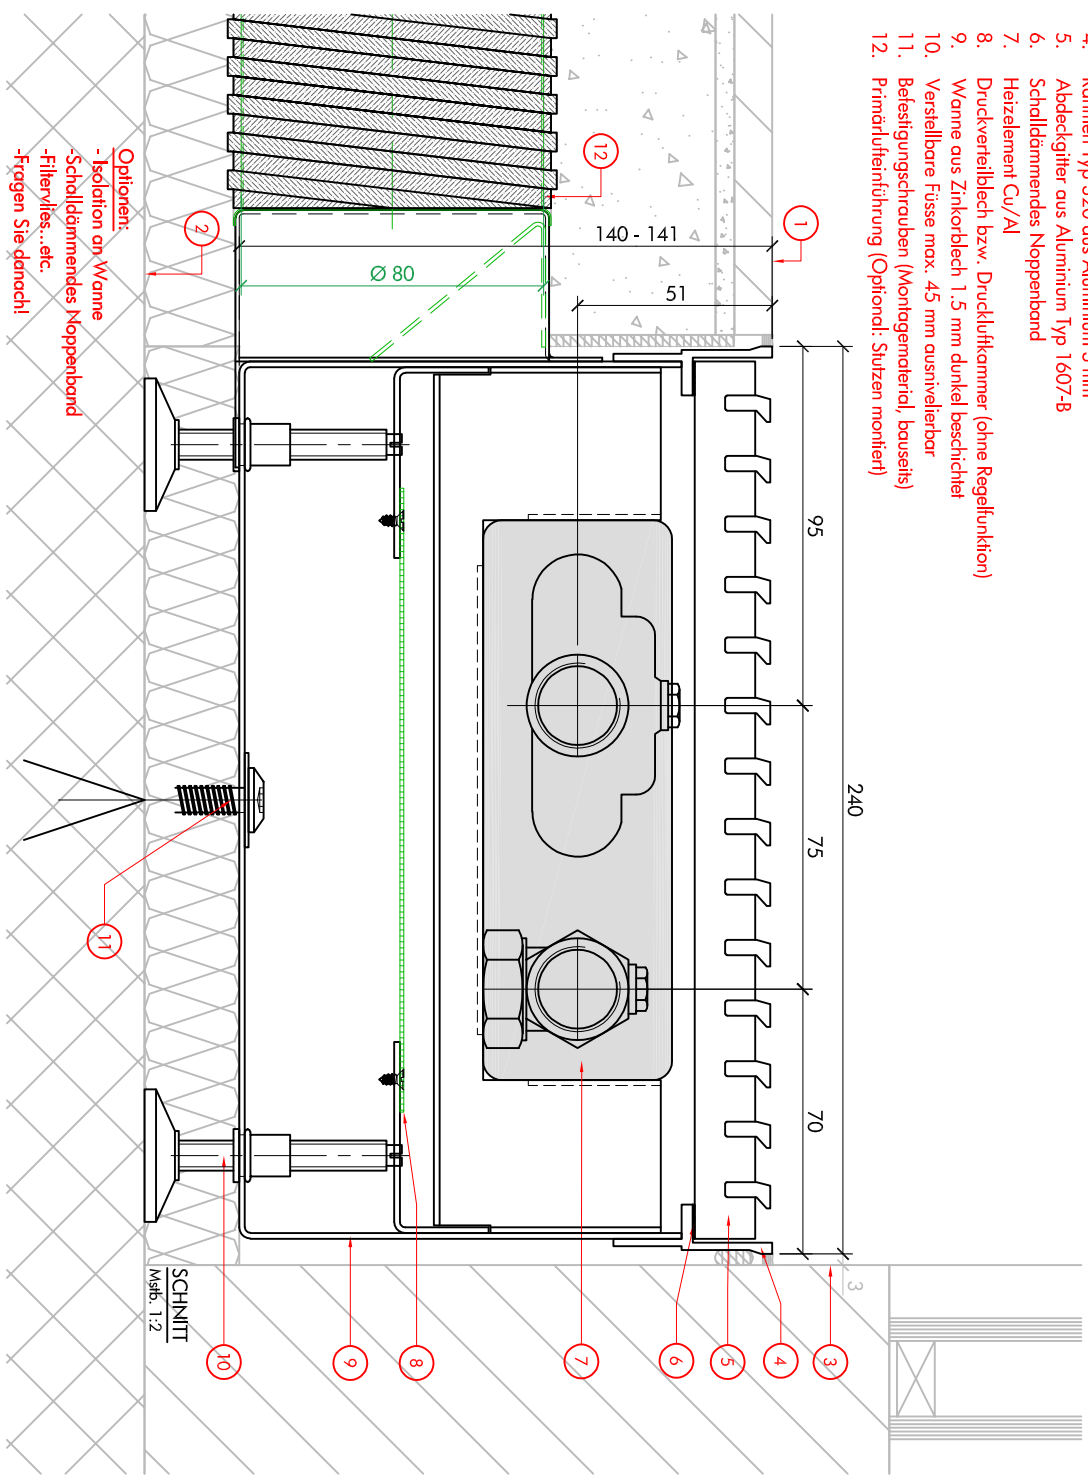 4. Rahmen Typ 320 aus Aluminium 3 mm
5. Abdeckgitter aus Aluminium Typ 1607-B
6. Schalldämmendes Noppenband
7. Heizelement Cu/Al
8. Druckverteilblech bzw. Druckluftkammer (ohne Regelfunktion)
9. Wanne aus Zinkorblech 1.5 mm dunkel beschichtet
10. Verstellbare Füsse max. 45 mm ausnivelierbar
11. Befestigungschrauben (Montagematerial, bauseits)
12. Primärlufteinführung (Optional: Stutzen montiert)
240
95
75
70
140 - 141
51
Ø 80
3
1
2
3
4
5
6
7
8
9
10
11
12
Optionen:
- Isolation an Wanne
-Schalldämmendes Noppenband
-Filtervlies...etc.
-Fragen Sie danach!
SCHNITT
Mstb. 1:2